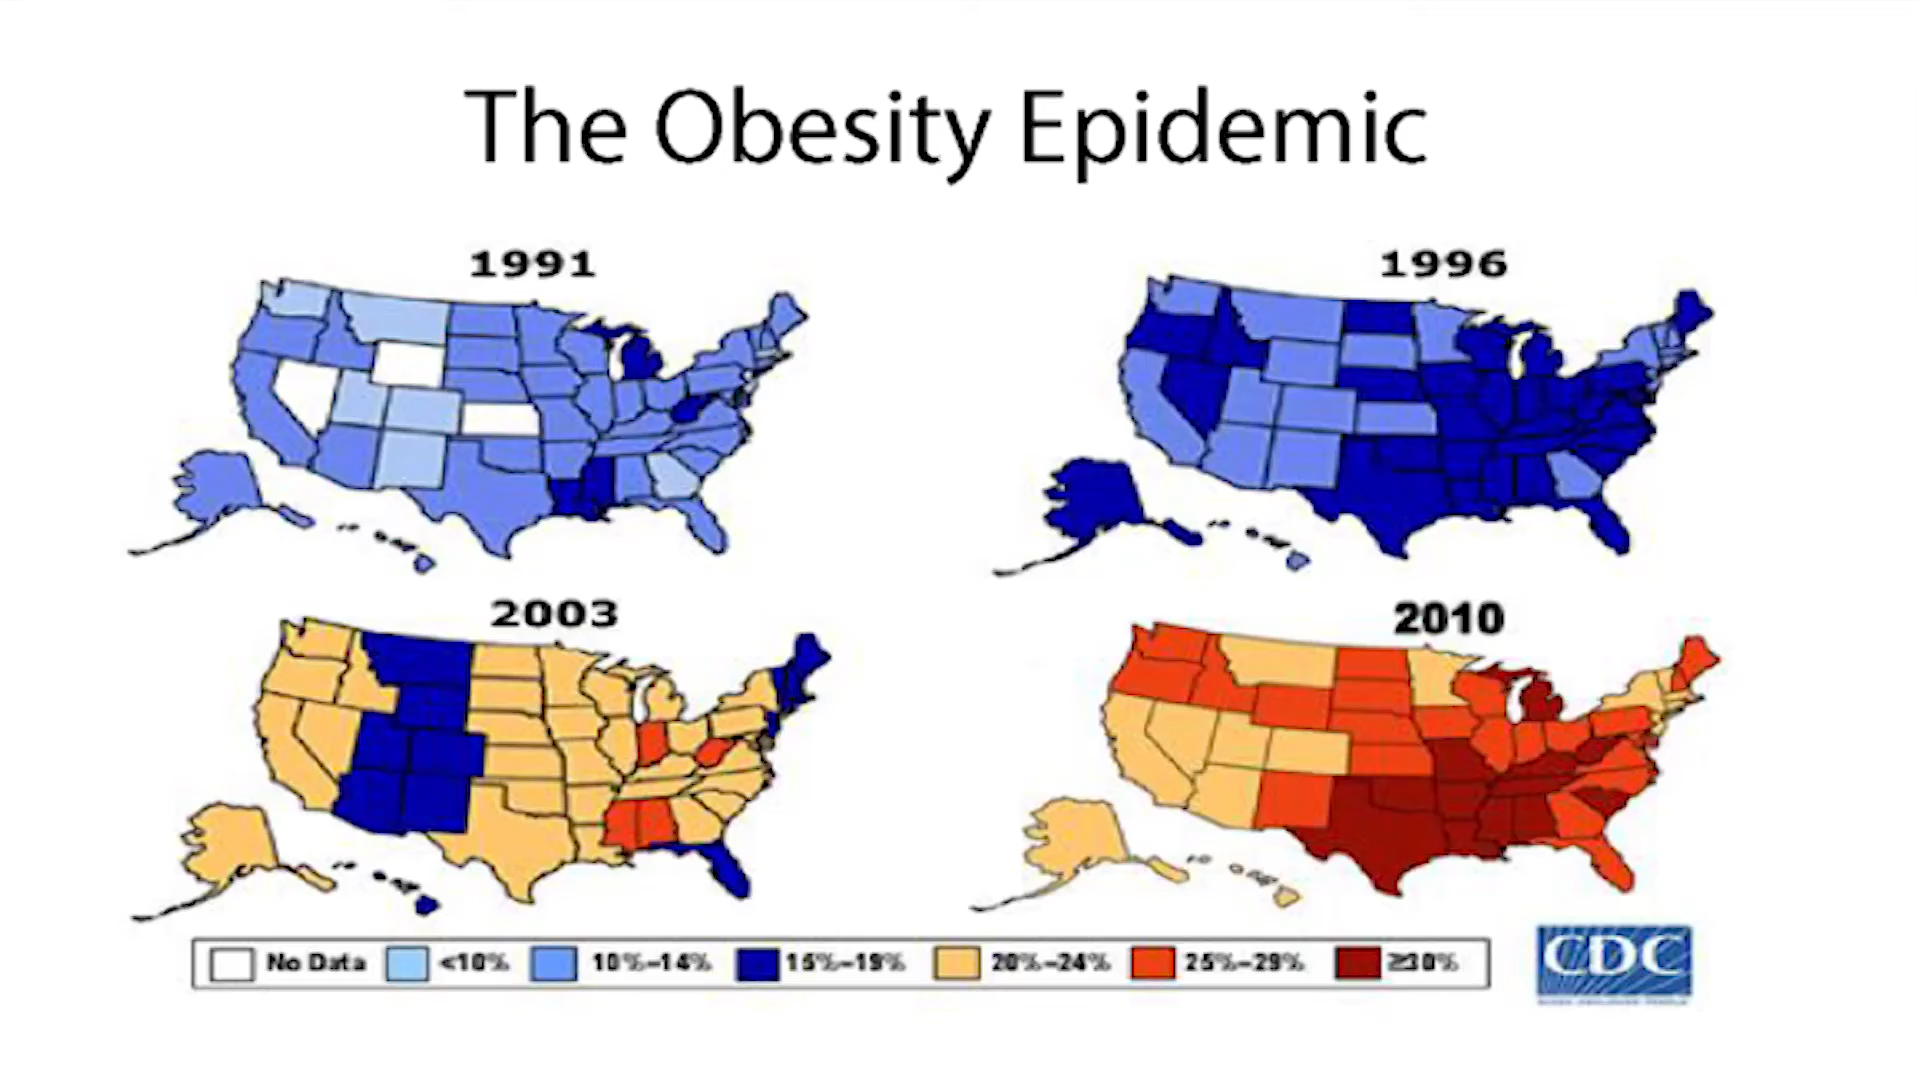 The Obesity Epidemic
1991
1996
2003
2010
No Data <10% 10%–14% 15%–19% 20%–24% 25%–29% ≥30%
CDC